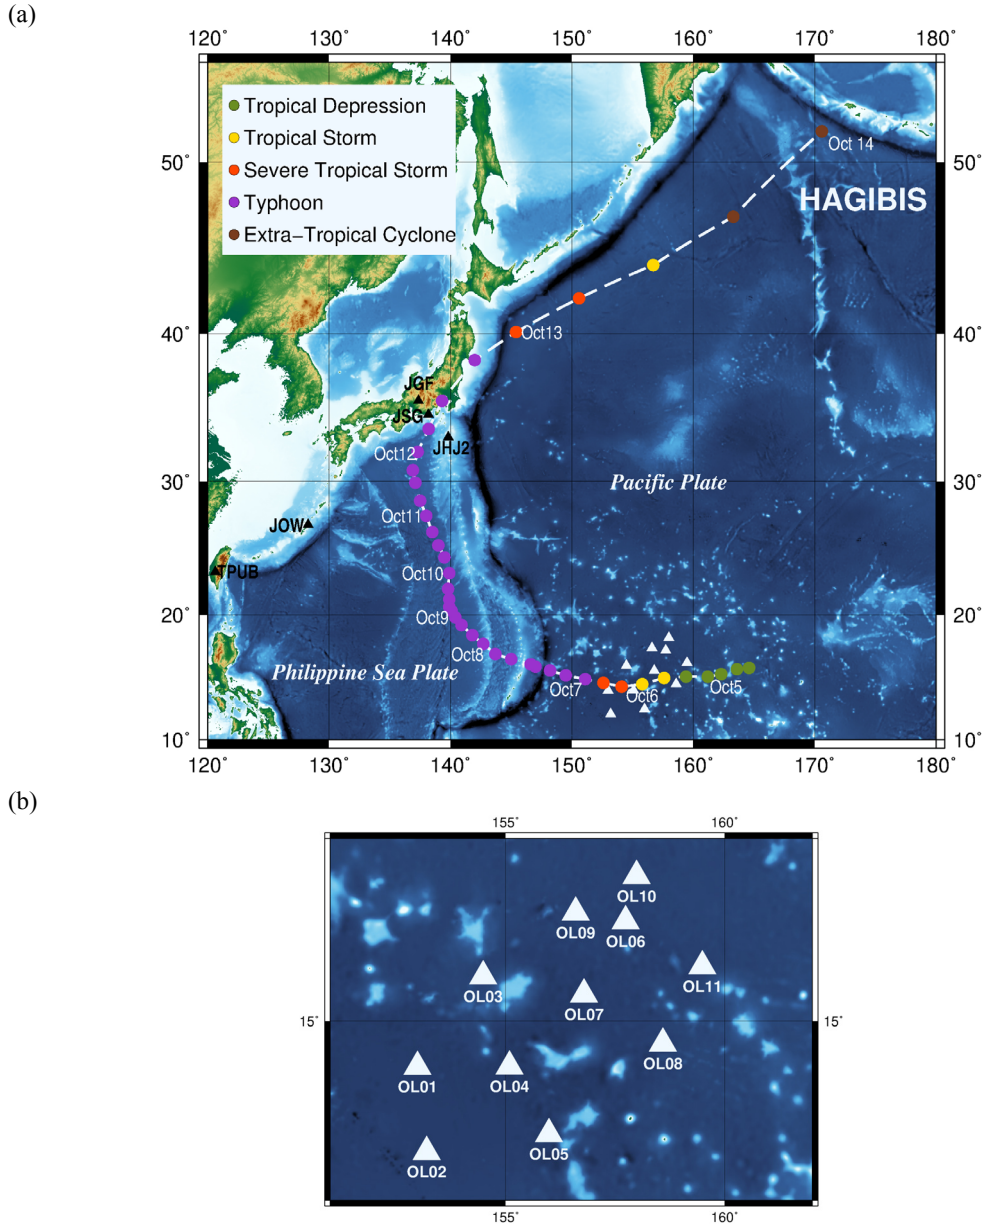 (a)
120° 130° 140° 150° 160° 170° 180°
Tropical Depression
Tropical Storm
Severe Tropical Storm
Typhoon
Extra-Tropical Cyclone
Oct 14
50° 50°
HAGIBIS
Oct13
40° 40°
JGF
JSG
JHJ2
Oct12
30° 30°
Pacific Plate
Oct11
JOW
TPUB
Oct10
20° 20°
Oct9
Oct8
Philippine Sea Plate
Oct7
Oct6
Oct5
10° 10°
120° 130° 140° 150° 160° 170° 180°
(b)
155° 160°
OL10
OL09
OL06
OL03
OL11
OL07
15° 15°
OL08
OL01
OL04
OL05
OL02
155° 160°